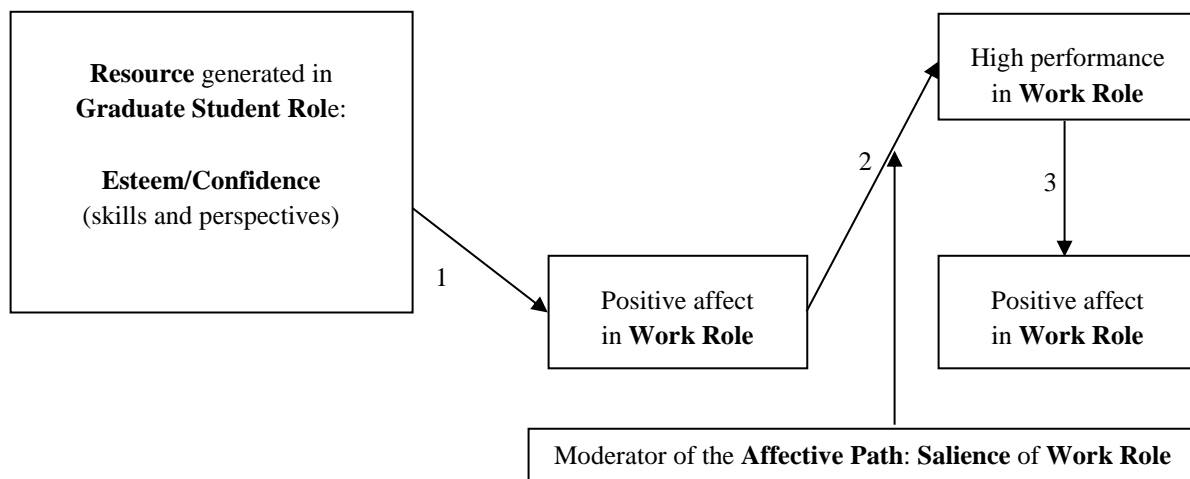 Resource generated in
Graduate Student Role:
Esteem/Confidence
(skills and perspectives)
1
Positive affect
in Work Role
2
High performance
in Work Role
3
Positive affect
in Work Role
Moderator of the Affective Path: Salience of Work Role